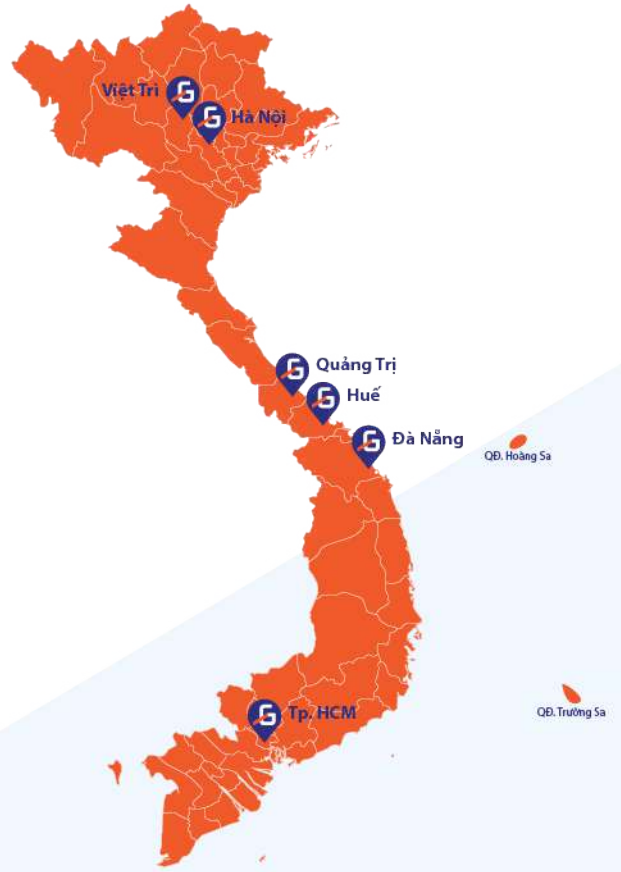 Việt Trì
Hà Nội
Quảng Trị
Huế
Đà Nẵng
QĐ. Hoàng Sa
Tp. HCM
QĐ. Trường Sa